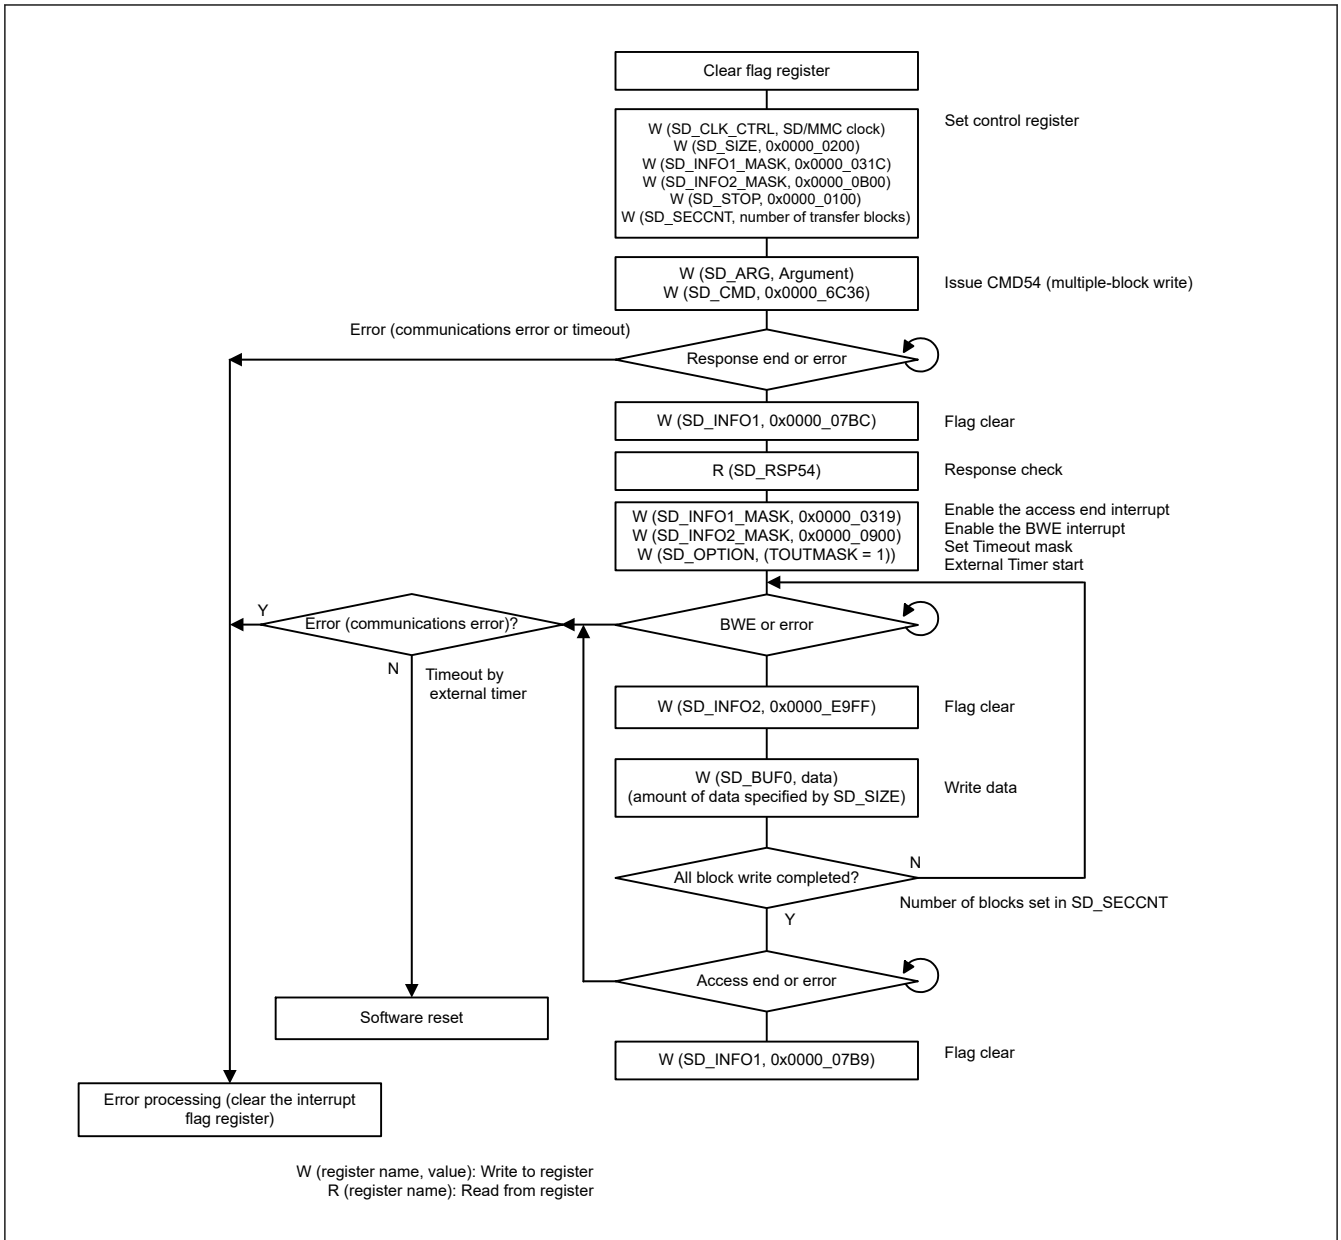 Clear flag register
W (SD_CLK_CTRL, SD/MMC clock)
W (SD_SIZE, 0x0000_0200)
W (SD_INFO1_MASK, 0x0000_031C)
W (SD_INFO2_MASK, 0x0000_0B00)
W (SD_STOP, 0x0000_0100)
W (SD_SECCNT, number of transfer blocks)
Set control register
W (SD_ARG, Argument)
W (SD_CMD, 0x0000_6C36)
Issue CMD54 (multiple-block write)
Error (communications error or timeout)
Response end or error
W (SD_INFO1, 0x0000_07BC)
Flag clear
R (SD_RSP54)
Response check
W (SD_INFO1_MASK, 0x0000_0319)
W (SD_INFO2_MASK, 0x0000_0900)
W (SD_OPTION, (TOUTMASK = 1))
Enable the access end interrupt
Enable the BWE interrupt
Set Timeout mask
External Timer start
Y
Error (communications error)?
BWE or error
N
Timeout by
external timer
W (SD_INFO2, 0x0000_E9FF)
Flag clear
W (SD_BUF0, data)
(amount of data specified by SD_SIZE)
Write data
All block write completed?
N
Number of blocks set in SD_SECCNT
Y
Access end or error
Software reset
W (SD_INFO1, 0x0000_07B9)
Flag clear
Error processing (clear the interrupt
flag register)
W (register name, value): Write to register
R (register name): Read from register